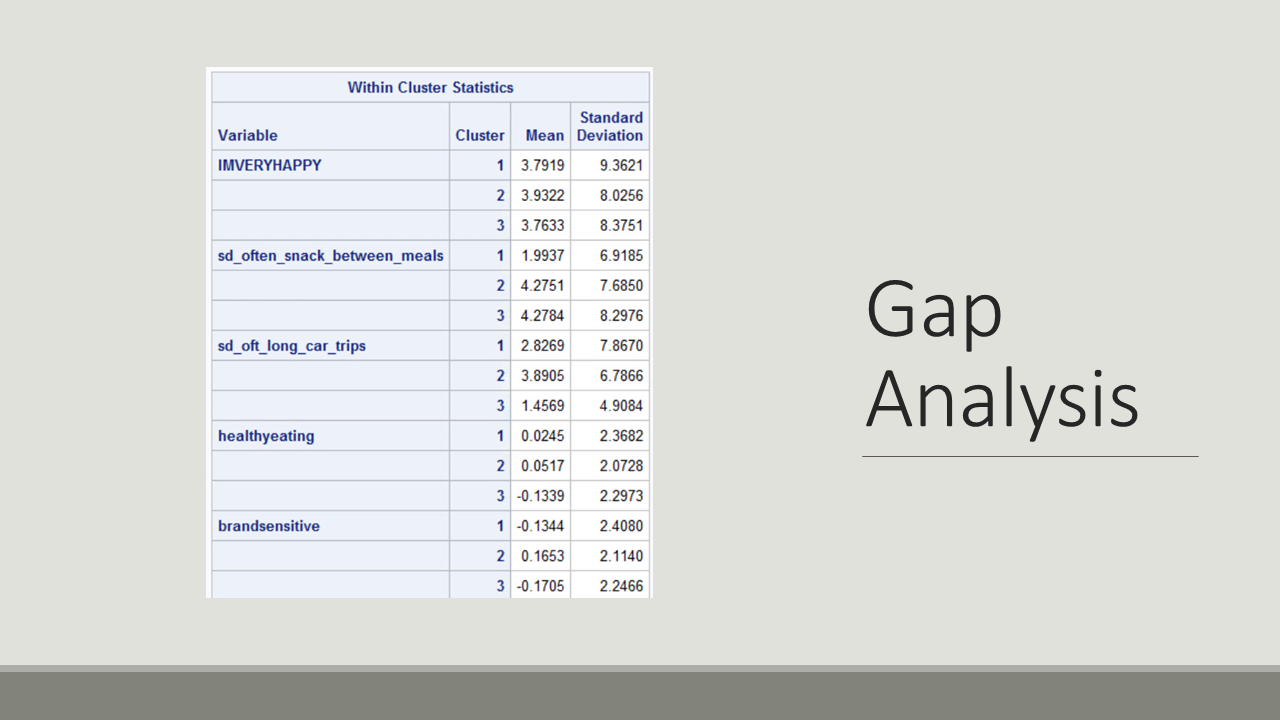 Within Cluster Statistics
Variable Cluster Mean Standard Deviation
IMVERYHAPPY 1 3.7919 9.3621
2 3.9322 8.0256
3 3.7633 8.3751
sd_often_snack_between_meals 1 1.9937 6.9185
2 4.2751 7.6850
3 4.2784 8.2976
sd_oft_long_car_trips 1 2.8269 7.8670
2 3.8905 6.7866
3 1.4569 4.9084
healthyeating 1 0.0245 2.3682
2 0.0517 2.0728
3 -0.1339 2.2973
brandsensitive 1 -0.1344 2.4080
2 0.1653 2.1140
3 -0.1705 2.2466
Gap
Analysis